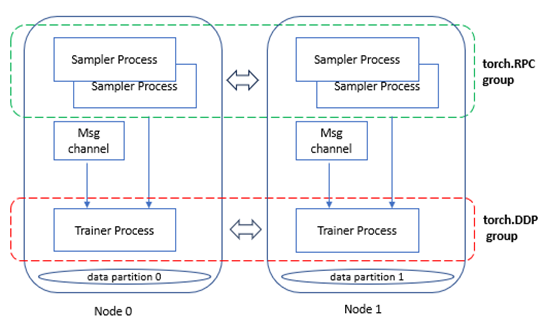 Sampler Process
Sampler Process
Sampler Process
Sampler Process
torch.RPC
group
Msg
channel
Msg
channel
Trainer Process
Trainer Process
torch.DDP
group
data partition 0
data partition 1
Node 0
Node 1